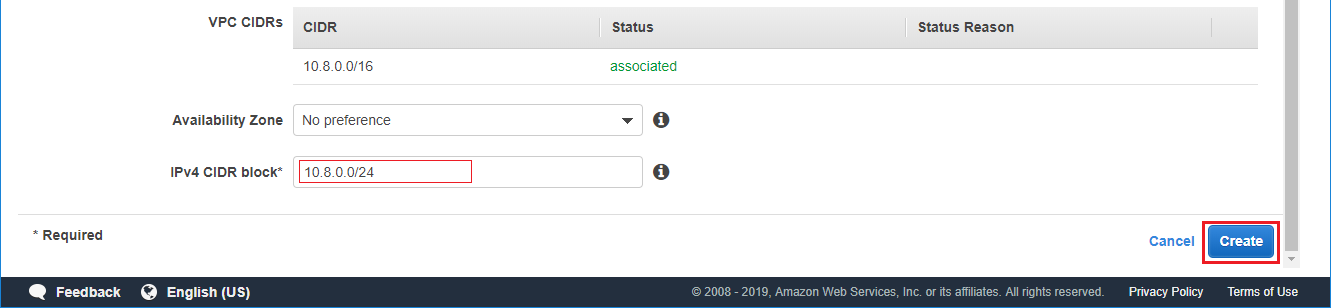 VPC CIDRs
CIDR Status Status Reason
10.8.0.0/16 associated
Availability Zone No preference
IPv4 CIDR block* 10.8.0.0/24
* Required
Cancel Create
Feedback English (US) © 2008 - 2019, Amazon Web Services, Inc. or its affiliates. All rights reserved. Privacy Policy Terms of Use